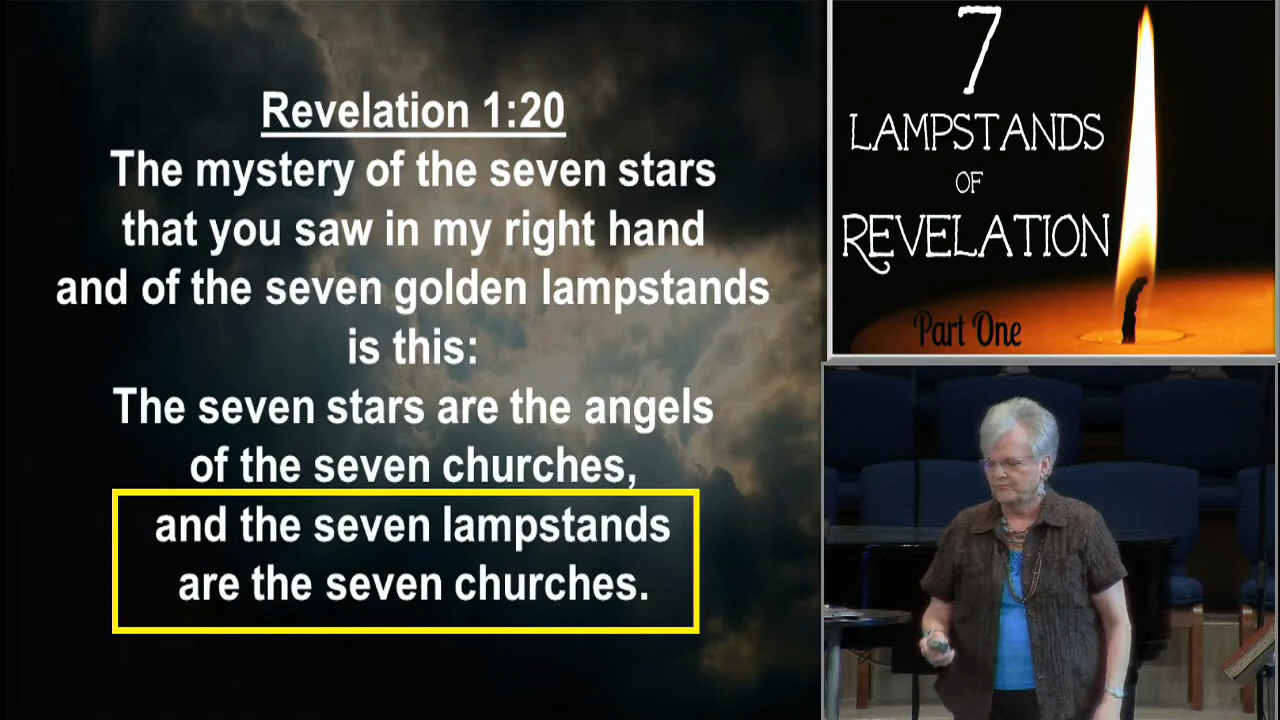 Revelation 1:20
The mystery of the seven stars
that you saw in my right hand
and of the seven golden lampstands
is this:
The seven stars are the angels
of the seven churches,
and the seven lampstands
are the seven churches.
7
LAMPSTANDS
OF
REVELATION
Part One